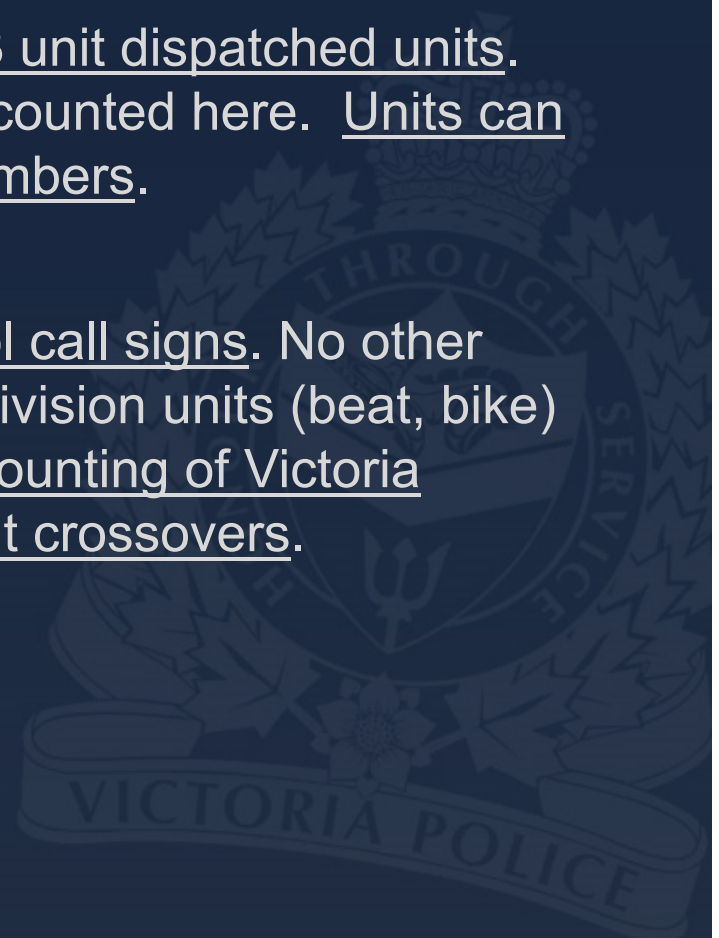 unit dispatched units.
counted here. Units can
mbers.
l call signs. No other
ivision units (beat, bike)
ounting of Victoria
t crossovers.
THROUGH
SERVICE
VICTORIA POLICE